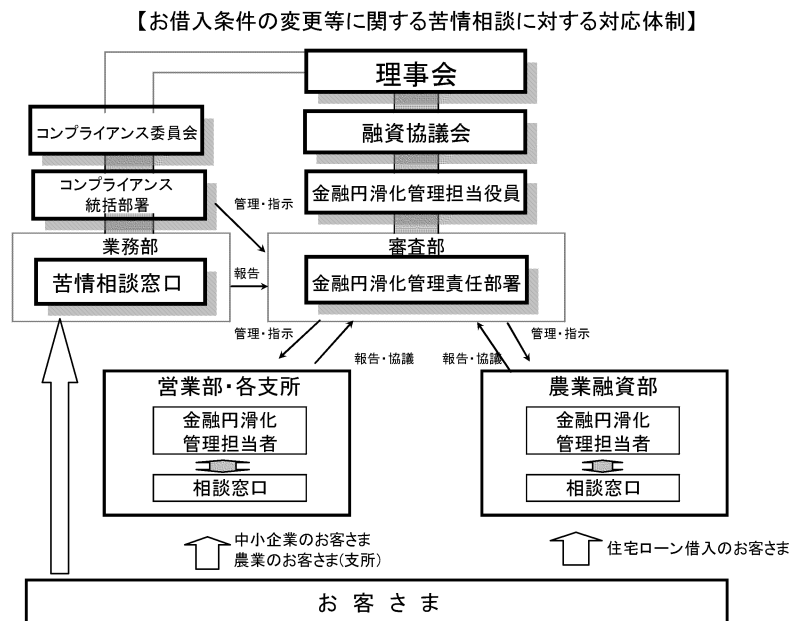 【お借入条件の変更等に関する苦情相談に対する対応体制】
理事会
コンプライアンス委員会
融資協議会
コンプライアンス
統括部署
金融円滑化管理担当役員
管理・指示
業務部
審査部
苦情相談窓口
報告
金融円滑化管理責任部署
管理・指示
報告・協議
報告・協議
管理・指示
営業部・各支所
金融円滑化
管理担当者
相談窓口
農業融資部
金融円滑化
管理担当者
相談窓口
中小企業のお客さま
農業のお客さま(支所)
住宅ローン借入のお客さま
お客さま